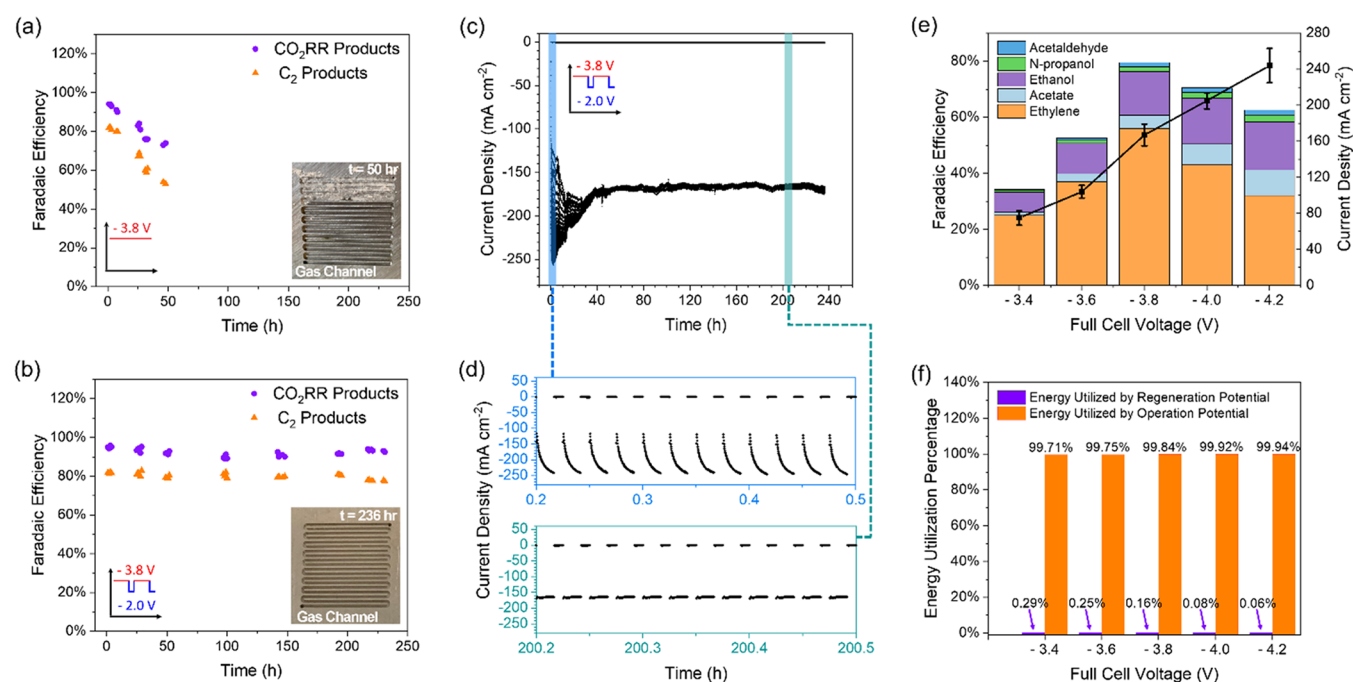 (a)
Faradaic Efficiency
120%
100%
80%
60%
40%
20%
0%
CO₂RR Products
C₂ Products
- 3.8 V
t= 50 hr
Gas Channel
0 50 100 150 200 250
Time (h)
(b)
Faradaic Efficiency
120%
100%
80%
60%
40%
20%
0%
CO₂RR Products
C₂ Products
- 3.8 V
- 2.0 V
t = 236 hr
Gas Channel
0 50 100 150 200 250
Time (h)
(c)
Current Density (mA cm⁻²)
0
-50
-100
-150
-200
-250
- 3.8 V
- 2.0 V
0 40 80 120 160 200 240
Time (h)
(d)
Current Density (mA cm⁻²)
50
0
-50
-100
-150
-200
-250
0.2 0.3 0.4 0.5
50
0
-50
-100
-150
-200
-250
200.2 200.3 200.4 200.5
Time (h)
(e)
Faradaic Efficiency
80%
60%
40%
20%
0%
Acetaldehyde
N-propanol
Ethanol
Acetate
Ethylene
280
240
200
160
120
80
40
0
Current Density (mA cm⁻²)
- 3.4 - 3.6 - 3.8 - 4.0 - 4.2
Full Cell Voltage (V)
(f)
Energy Utilization Percentage
140%
120%
100%
80%
60%
40%
20%
0%
Energy Utilized by Regeneration Potential
Energy Utilized by Operation Potential
99.71% 99.75% 99.84% 99.92% 99.94%
0.29% 0.25% 0.16% 0.08% 0.06%
- 3.4 - 3.6 - 3.8 - 4.0 - 4.2
Full Cell Voltage (V)